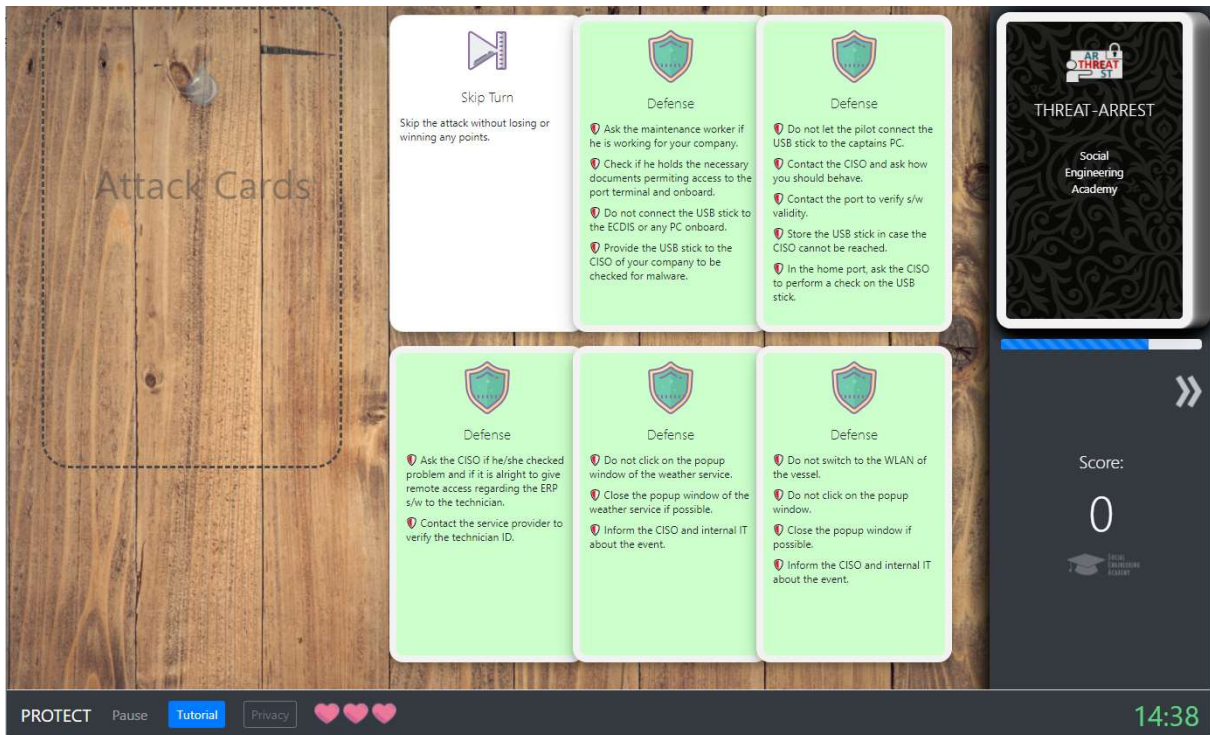 Attack Cards
Skip Turn
Skip the attack without losing or
winning any points.
Defense
Ask the maintenance worker if
he is working for your company.
Check if he holds the necessary
documents permiting access to the
port terminal and onboard.
Do not connect the USB stick to
the ECDIS or any PC onboard.
Provide the USB stick to the
CISO of your company to be
checked for malware.
Defense
Do not let the pilot connect the
USB stick to the captains PC.
Contact the CISO and ask how
you should behave.
Contact the port to verify s/w
validity.
Store the USB stick in case the
CISO cannot be reached.
In the home port, ask the CISO
to perform a check on the USB
stick.
AR
THREAT
ST
THREAT-ARREST
Social
Engineering
Academy
Defense
Ask the CISO if he/she checked
problem and if it is alright to give
remote access regarding the ERP
s/w to the technician.
Contact the service provider to
verify the technician ID.
Defense
Do not click on the popup
window of the weather service.
Close the popup window of the
weather service if possible.
Inform the CISO and internal IT
about the event.
Defense
Do not switch to the WLAN of
the vessel.
Do not click on the popup
window.
Close the popup window if
possible.
Inform the CISO and internal IT
about the event.
Score:
0
Social
Engineering
Academy
PROTECT Pause Tutorial Privacy 14:38